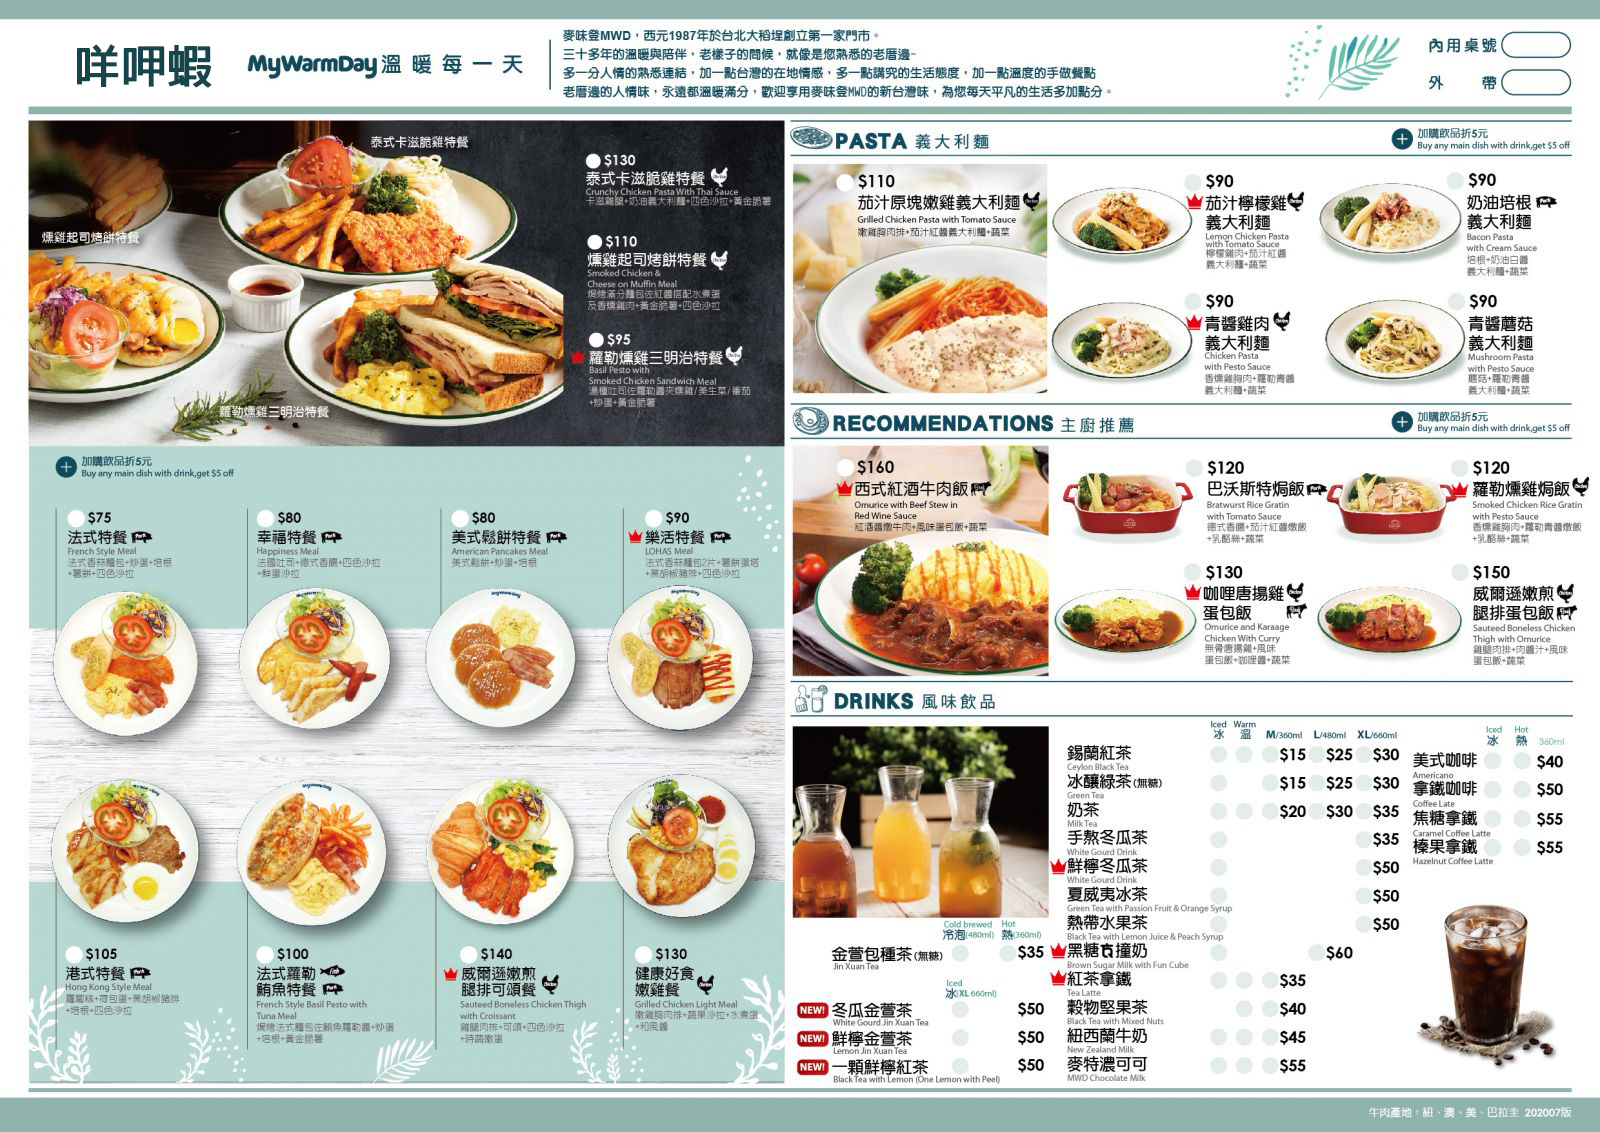 咩呷蝦
MyWarmDay 溫暖每一天
麥味登MWD，西元1987年於台北大稻埕創立第一家門市。
三十多年的溫暖與陪伴，老樣子的問候，就像是您熟悉的老厝邊~
多一分人情的熟悉連結，加一點台灣的在地情感，多一點講究的生活態度，加一點溫度的手做餐點
老厝邊的人情味，永遠都溫暖滿分，歡迎享用麥味登MWD的新台灣味，為您每天平凡的生活多加點分。
內用桌號
外 帶
泰式卡滋脆雞特餐
燻雞起司烤餅特餐
蘿勒燻雞三明治特餐
$130
泰式卡滋脆雞特餐
Crunchy Chicken Pasta With Thai Sauce
卡滋雞腿+奶油義大利麵+四色沙拉+黃金脆薯
$110
燻雞起司烤餅特餐
Smoked Chicken &
Cheese on Muffin Meal
焗烤滿分麵包佐紅醬搭配水煮蛋
及香燻雞肉+黃金脆薯+四色沙拉
$95
蘿勒燻雞三明治特餐
Basil Pesto with
Smoked Chicken Sandwich Meal
湯種吐司佐羅勒醬夾燻雞/美生菜/番茄
+炒蛋+黃金脆薯
加購飲品折5元
Buy any main dish with drink,get $5 off
$75
法式特餐
French Style Meal
法式香蒜麵包+炒蛋+培根
+薯餅+四色沙拉
$80
幸福特餐
Happiness Meal
法國吐司+德式香腸+四色沙拉
+鮮蛋沙拉
$80
美式鬆餅特餐
American Pancakes Meal
美式鬆餅+炒蛋+培根
$90
樂活特餐
LOHAS Meal
法式香蒜麵包2片+薯餅蛋塔
+黑胡椒豬排+四色沙拉
$105
港式特餐
Hong Kong Style Meal
蘿蔔糕+荷包蛋+黑胡椒豬排
+培根+四色沙拉
$100
法式蘿勒
鮪魚特餐
French Style Basil Pesto with
Tuna Meal
焗烤法式麵包佐鮪魚羅勒醬+炒蛋
+培根+黃金脆薯
$140
威爾遜嫩煎
腿排可頌餐
Sauteed Boneless Chicken Thigh
with Croissant
雞腿肉排+可頌+四色沙拉
+時蔬嫩蛋
$130
健康好食
嫩雞餐
Grilled Chicken Light Meal
嫩雞胸肉排+蔬果沙拉+水煮蛋
+和風醬
PASTA 義大利麵
加購飲品折5元
Buy any main dish with drink,get $5 off
$110
茄汁原塊嫩雞義大利麵
Grilled Chicken Pasta with Tomato Sauce
嫩雞胸肉排+茄汁紅醬義大利麵+蔬菜
$90
茄汁檸檬雞
義大利麵
Lemon Chicken Pasta
with Tomato Sauce
檸檬雞肉+茄汁紅醬
義大利麵+蔬菜
$90
奶油培根
義大利麵
Bacon Pasta
with Cream Sauce
培根+奶油白醬
義大利麵+蔬菜
$90
青醬雞肉
義大利麵
Chicken Pasta
with Pesto Sauce
香燻雞胸肉+羅勒青醬
義大利麵+蔬菜
$90
青醬蘑菇
義大利麵
Mushroom Pasta
with Pesto Sauce
蘑菇+羅勒青醬
義大利麵+蔬菜
RECOMMENDATIONS 主廚推薦
加購飲品折5元
Buy any main dish with drink,get $5 off
$160
西式紅酒牛肉飯
Omurice with Beef Stew in
Red Wine Sauce
紅酒醬燉牛肉+風味蛋包飯+蔬菜
$120
巴沃斯特焗飯
Bratwurst Rice Gratin
with Tomato Sauce
德式香腸+茄汁紅醬燉飯
+乳酪絲+蔬菜
$120
蘿勒燻雞焗飯
Smoked Chicken Rice Gratin
with Pesto Sauce
香燻雞胸肉+羅勒青醬燉飯
+乳酪絲+蔬菜
$130
咖哩唐揚雞
蛋包飯
Omurice and Karaage
Chicken With Curry
無骨唐揚雞+風味
蛋包飯+咖哩醬+蔬菜
$150
威爾遜嫩煎
腿排蛋包飯
Sauteed Boneless Chicken
Thigh with Omurice
雞腿肉排+肉醬汁+風味
蛋包飯+蔬菜
DRINKS 風味飲品
Cold brewed Hot
冷泡(480ml) 熱(360ml)
金萱包種茶(無糖) $35
Jin Xuan Tea
Iced
冰(XL 660ml)
NEW! 冬瓜金萱茶 $50
White Gourd Jin Xuan Tea
NEW! 鮮檸金萱茶 $50
Lemon Jin Xuan Tea
NEW! 一顆鮮檸紅茶 $50
Black Tea with Lemon (One Lemon with Peel)
Iced Warm
冰 溫 M/360ml L/480ml XL/660ml
錫蘭紅茶 $15 $25 $30
Ceylon Black Tea
冰釀綠茶(無糖) $15 $25 $30
Green Tea
奶茶 $20 $30 $35
Milk Tea
手熬冬瓜茶 $35
White Gourd Drink
鮮檸冬瓜茶 $50
White Gourd Drink
夏威夷冰茶 $50
Green Tea with Passion Fruit & Orange Syrup
熱帶水果茶 $50
Black Tea with Lemon Juice & Peach Syrup
黑糖ㄘ撞奶 $60
Brown Sugar Milk with Fun Cube
紅茶拿鐵 $35
Tea Latte
穀物堅果茶 $40
Black Tea with Mixed Nuts
紐西蘭牛奶 $45
New Zealand Milk
麥特濃可可 $55
MWD Chocolate Milk
Iced Hot
冰 熱 360ml
美式咖啡 $40
Americano
拿鐵咖啡 $50
Coffee Late
焦糖拿鐵 $55
Caramel Coffee Latte
榛果拿鐵 $55
Hazelnut Coffee Latte
牛肉產地：紐、澳、美、巴拉圭 202007版